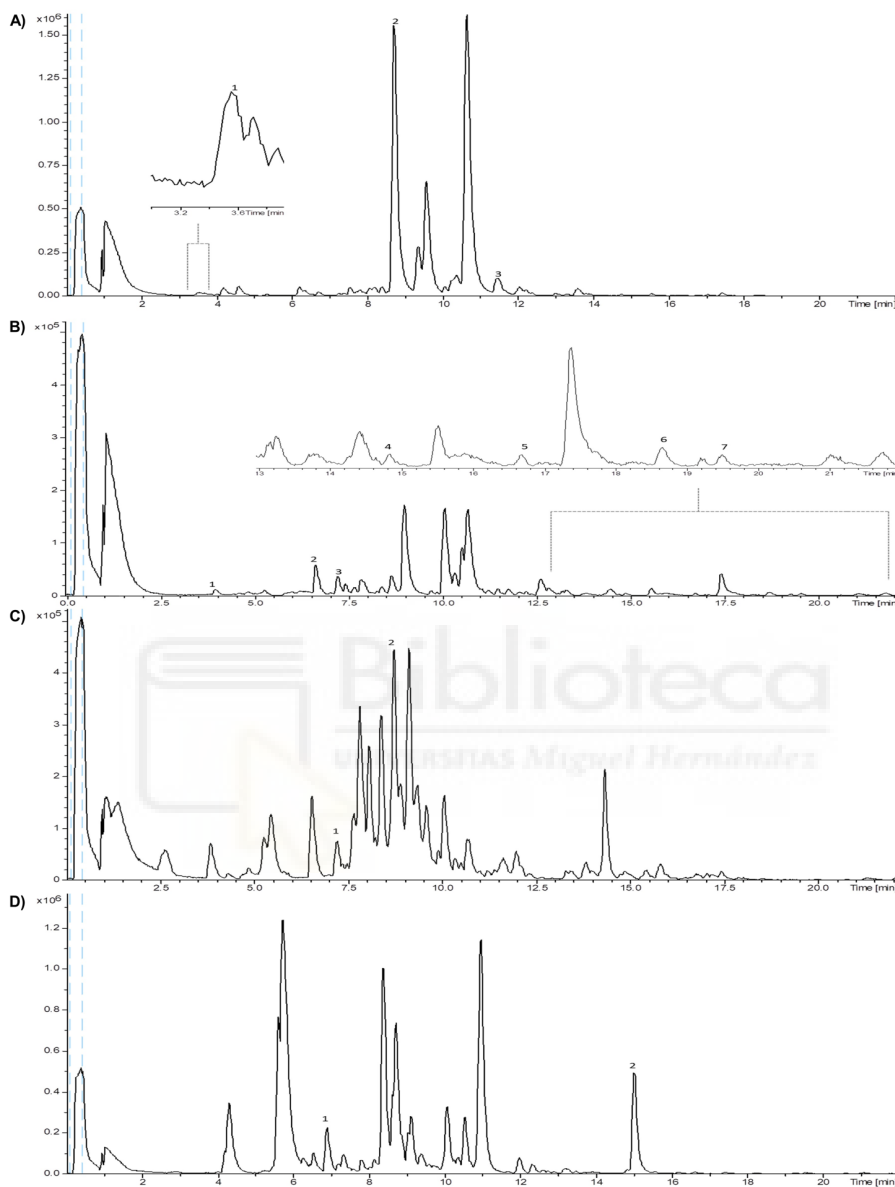 A)
x10⁶
1.50
1.25
1.00
0.75
0.50
0.25
0.00
1
3.2 3.6 Time [min
2
3
2 4 6 8 10 12 14 16 18 20 Time [min]
B)
x10⁵
4
3
2
1
0
4 5 6 7
13 14 15 16 17 18 19 20 21 Time [min
1 2 3
0.0 2.5 5.0 7.5 10.0 12.5 15.0 17.5 20.0 Time [min]
C)
x10⁵
4
3
2
1
0
1
2
2.5 5.0 7.5 10.0 12.5 15.0 17.5 20.0 Time [min]
Biblioteca
UNIVERSITAS Miguel Hernández
D)
x10⁶
1.2
1.0
0.8
0.6
0.4
0.2
0.0
1
2
2 4 6 8 10 12 14 16 18 20 Time [min]